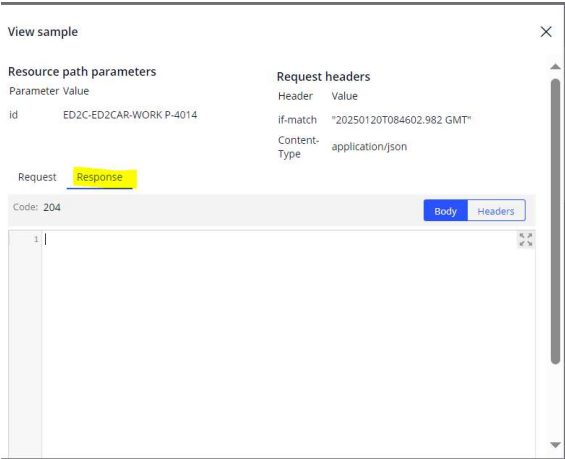 View sample
Resource path parameters
Parameter Value
id ED2C-ED2CAR-WORK P-4014
Request headers
Header Value
if-match "20250120T084602.982 GMT"
Content-Type application/json
Request Response
Code: 204
Body Headers
1